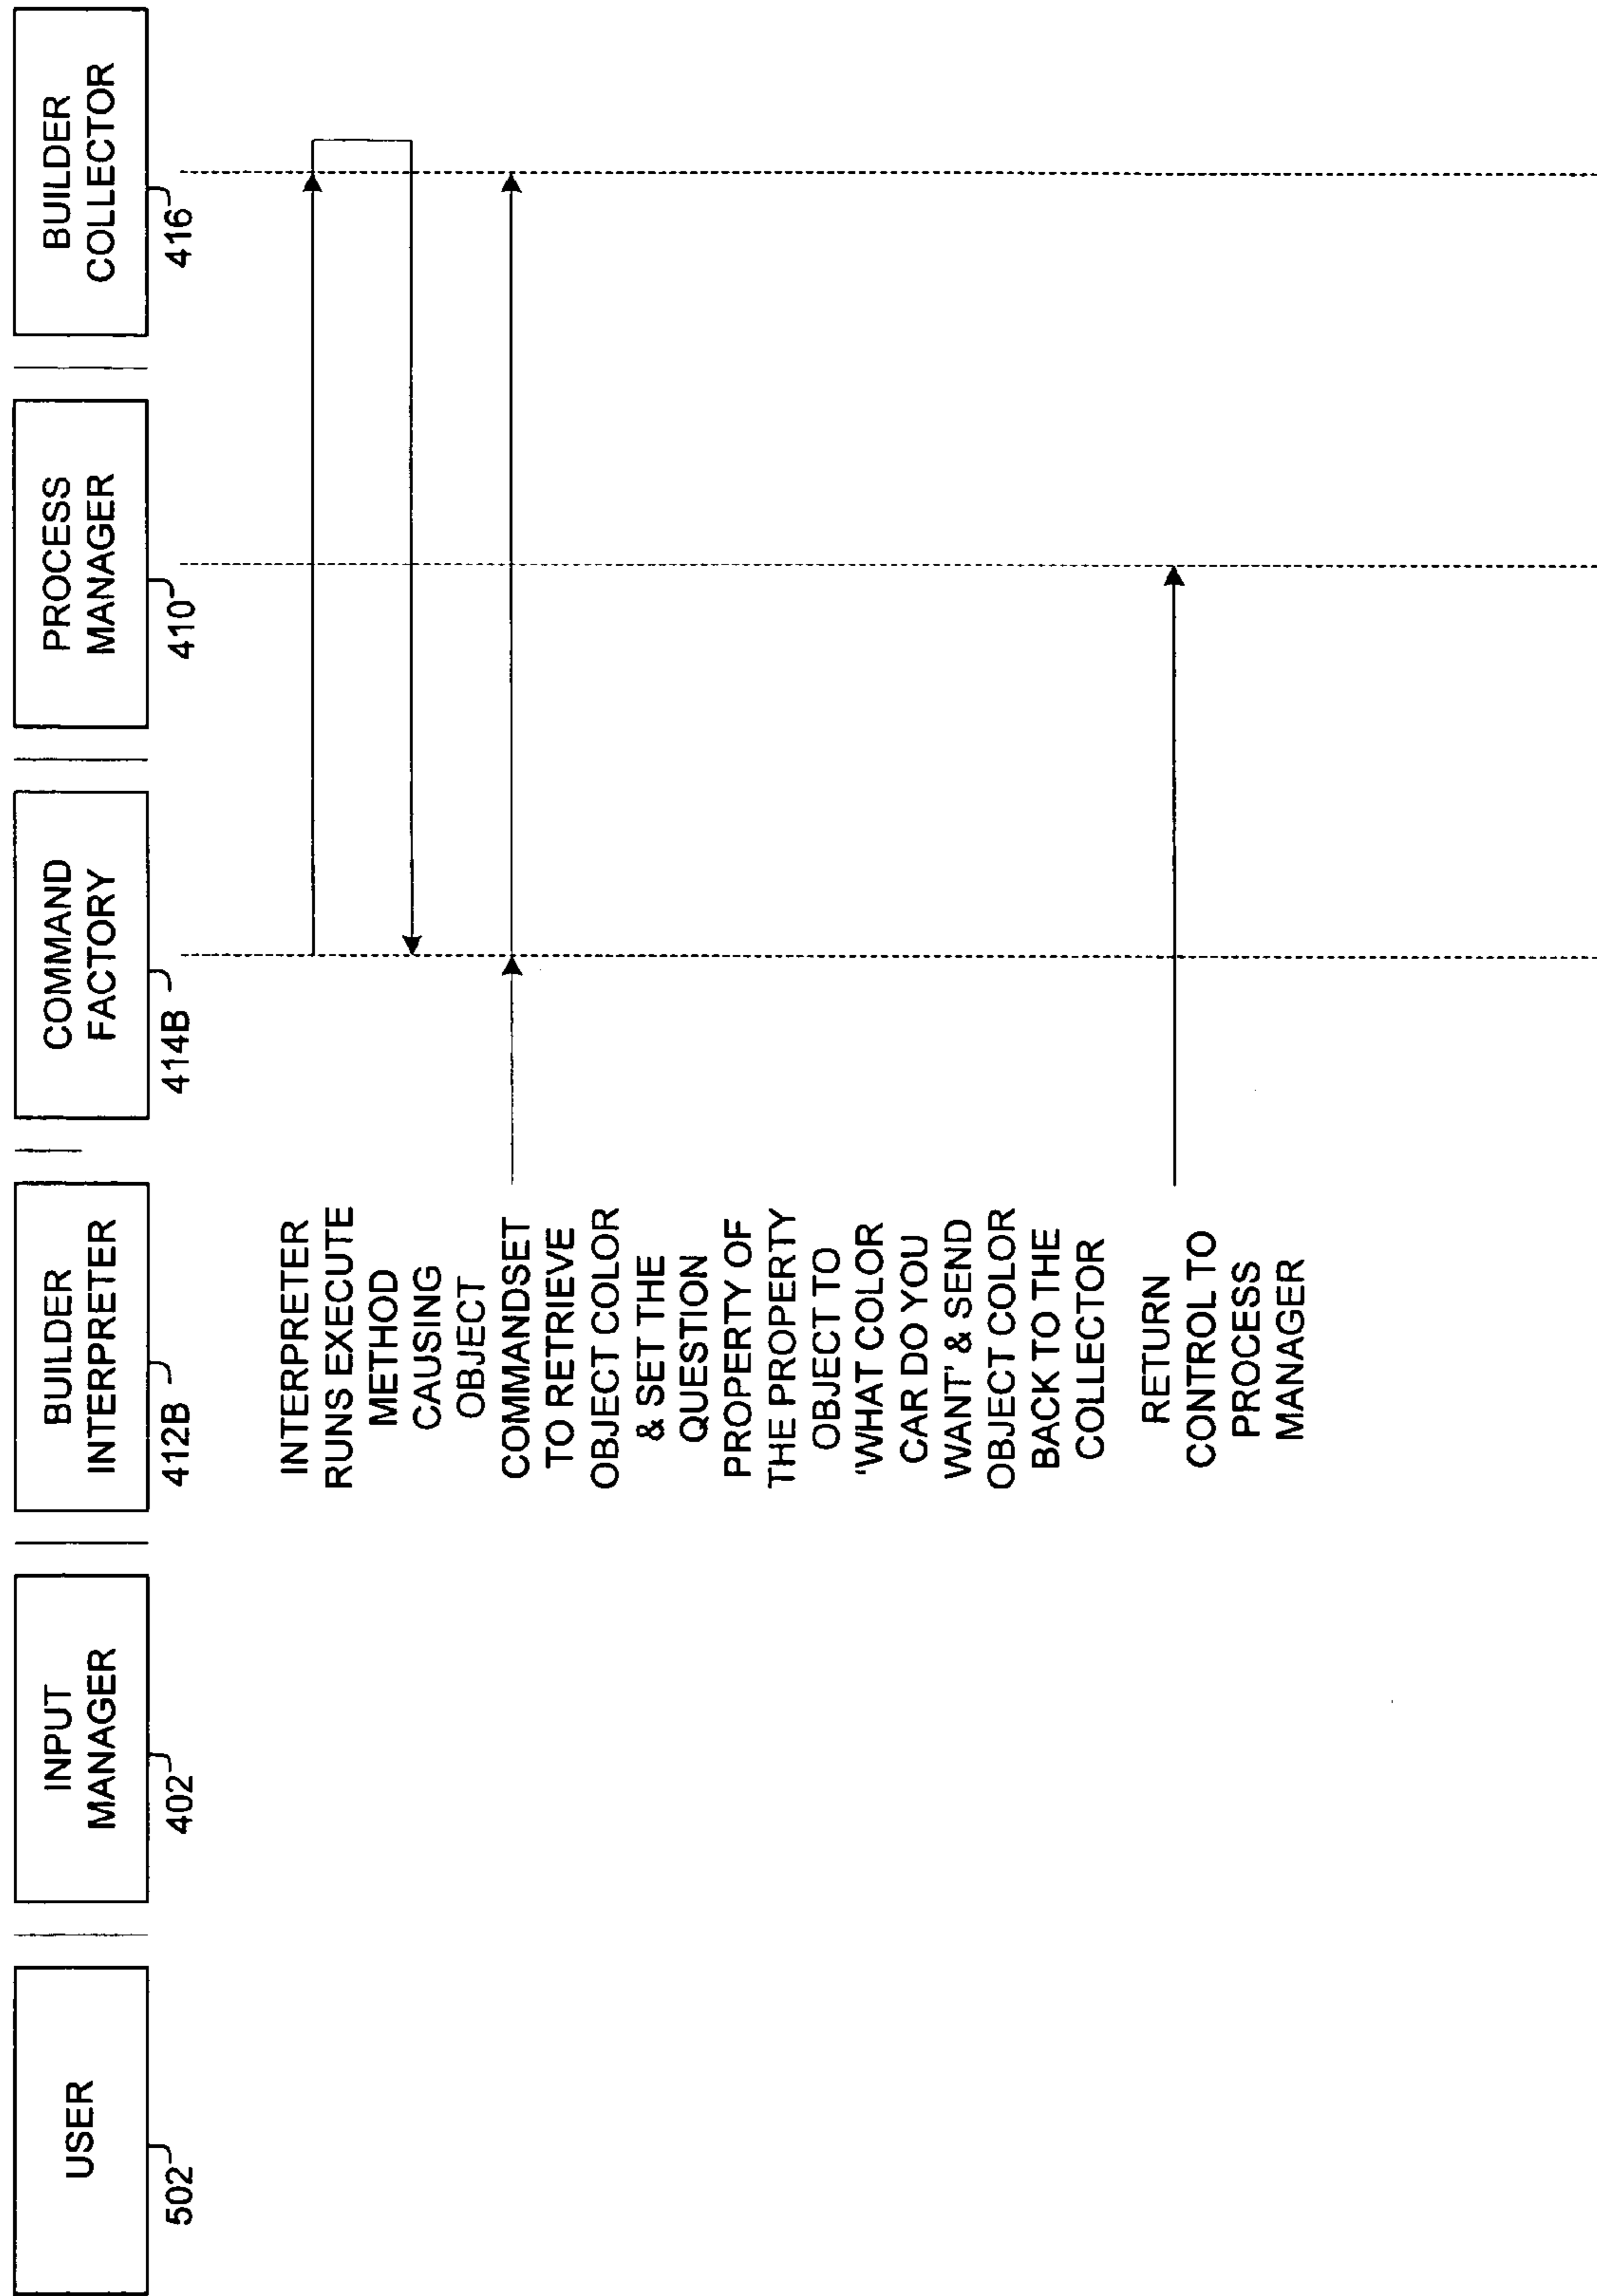 USER
502
INPUT
MANAGER
402
BUILDER
INTERPRETER
412B
COMMAND
FACTORY
414B
PROCESS
MANAGER
410
BUILDER
COLLECTOR
416
INTERPRETER
RUNS EXECUTE
METHOD
CAUSING
OBJECT
COMMANDSET
TO RETRIEVE
OBJECT COLOR
& SET THE
QUESTION
PROPERTY OF
THE PROPERTY
OBJECT TO
'WHAT COLOR
CAR DO YOU
WANT' & SEND
OBJECT COLOR
BACK TO THE
COLLECTOR
RETURN
CONTROL TO
PROCESS
MANAGER